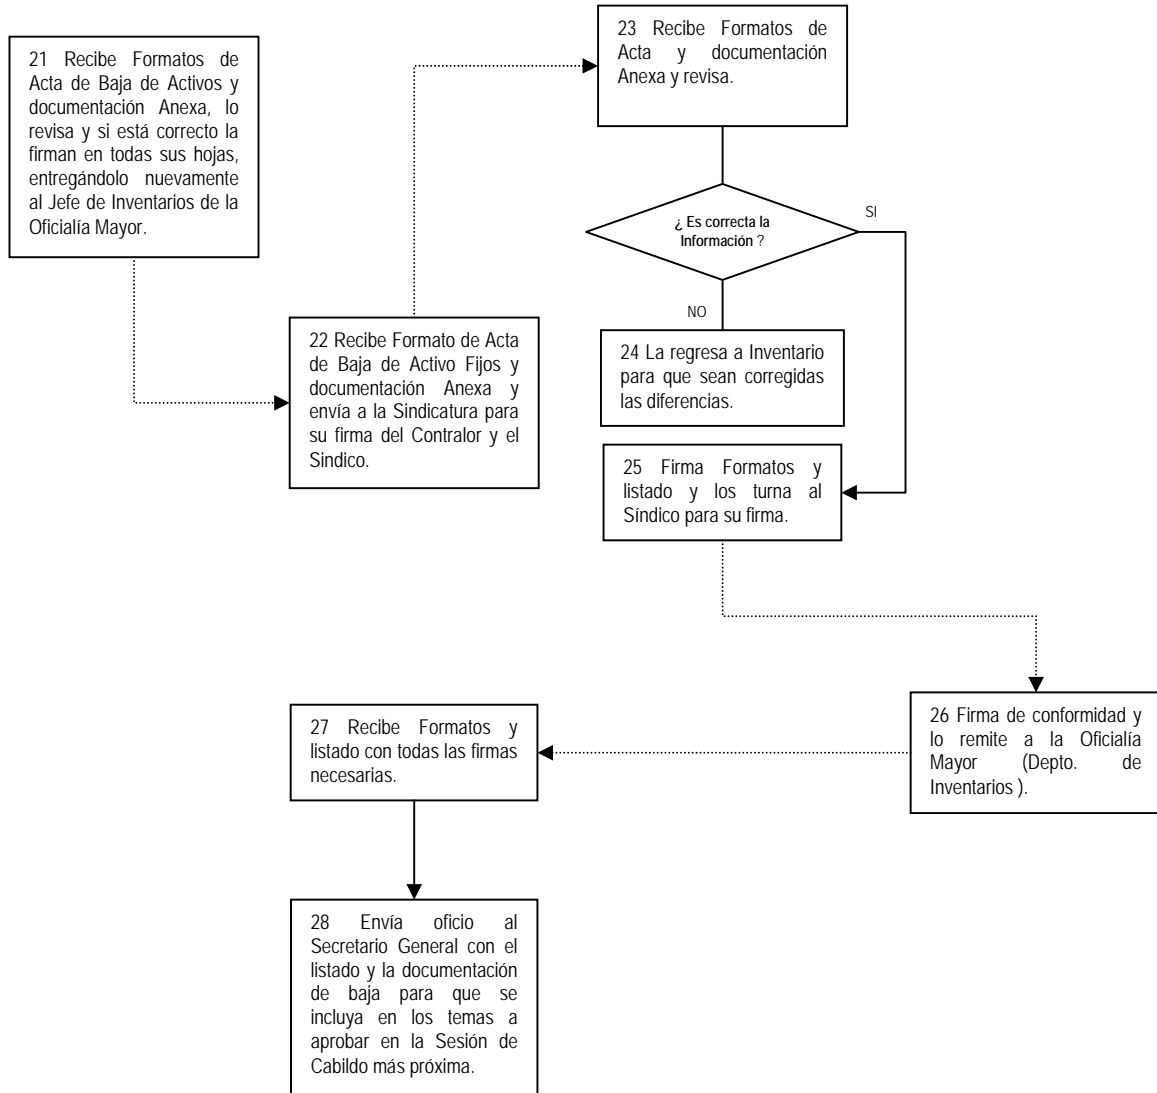 21 Recibe Formatos de
Acta de Baja de Activos y
documentación Anexa, lo
revisa y si está correcto la
firman en todas sus hojas,
entregándolo nuevamente
al Jefe de Inventarios de la
Oficialía Mayor.
22 Recibe Formato de Acta
de Baja de Activo Fijos y
documentación Anexa y
envía a la Sindicatura para
su firma del Contralor y el
Sindico.
23 Recibe Formatos de
Acta y documentación
Anexa y revisa.
¿ Es correcta la
Información ?
SI
NO
24 La regresa a Inventario
para que sean corregidas
las diferencias.
25 Firma Formatos y
listado y los turna al
Síndico para su firma.
26 Firma de conformidad y
lo remite a la Oficialía
Mayor (Depto. de
Inventarios ).
27 Recibe Formatos y
listado con todas las firmas
necesarias.
28 Envía oficio al
Secretario General con el
listado y la documentación
de baja para que se
incluya en los temas a
aprobar en la Sesión de
Cabildo más próxima.